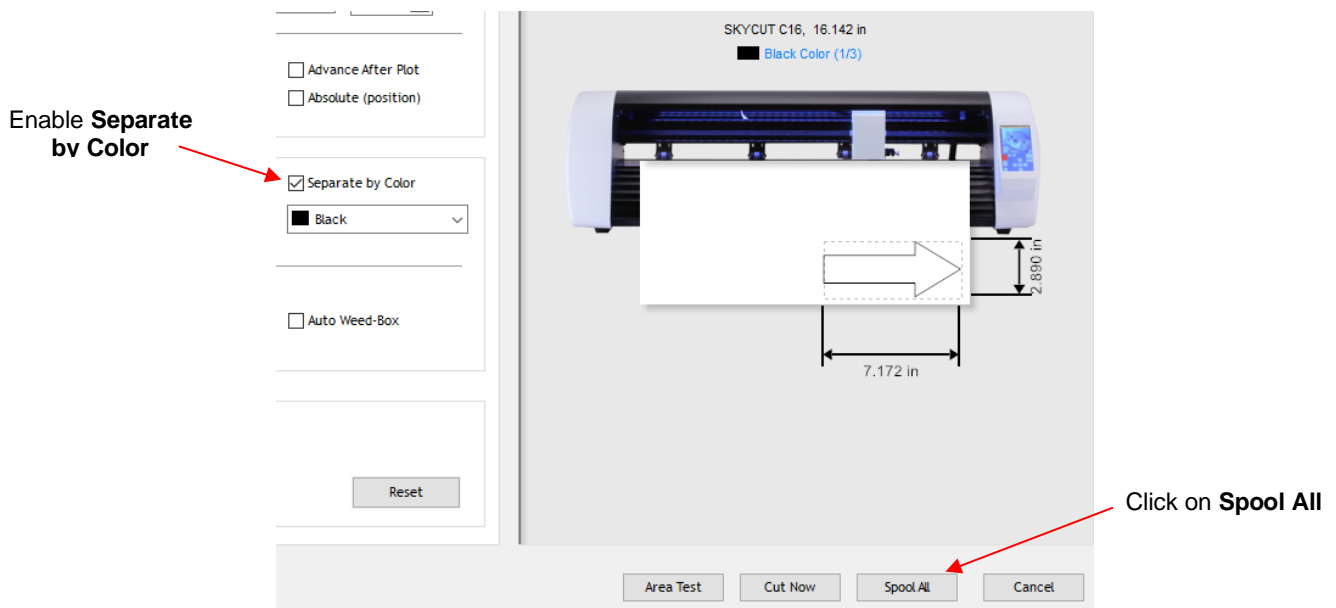 SKYCUT C16, 16.142 in
Black Color (1/3)
Advance After Plot
Absolute (position)
Enable Separate
by Color
Separate by Color
Black
2.890 in
Auto Weed-Box
7.172 in
Reset
Click on Spool All
Area Test
Cut Now
Spool All
Cancel